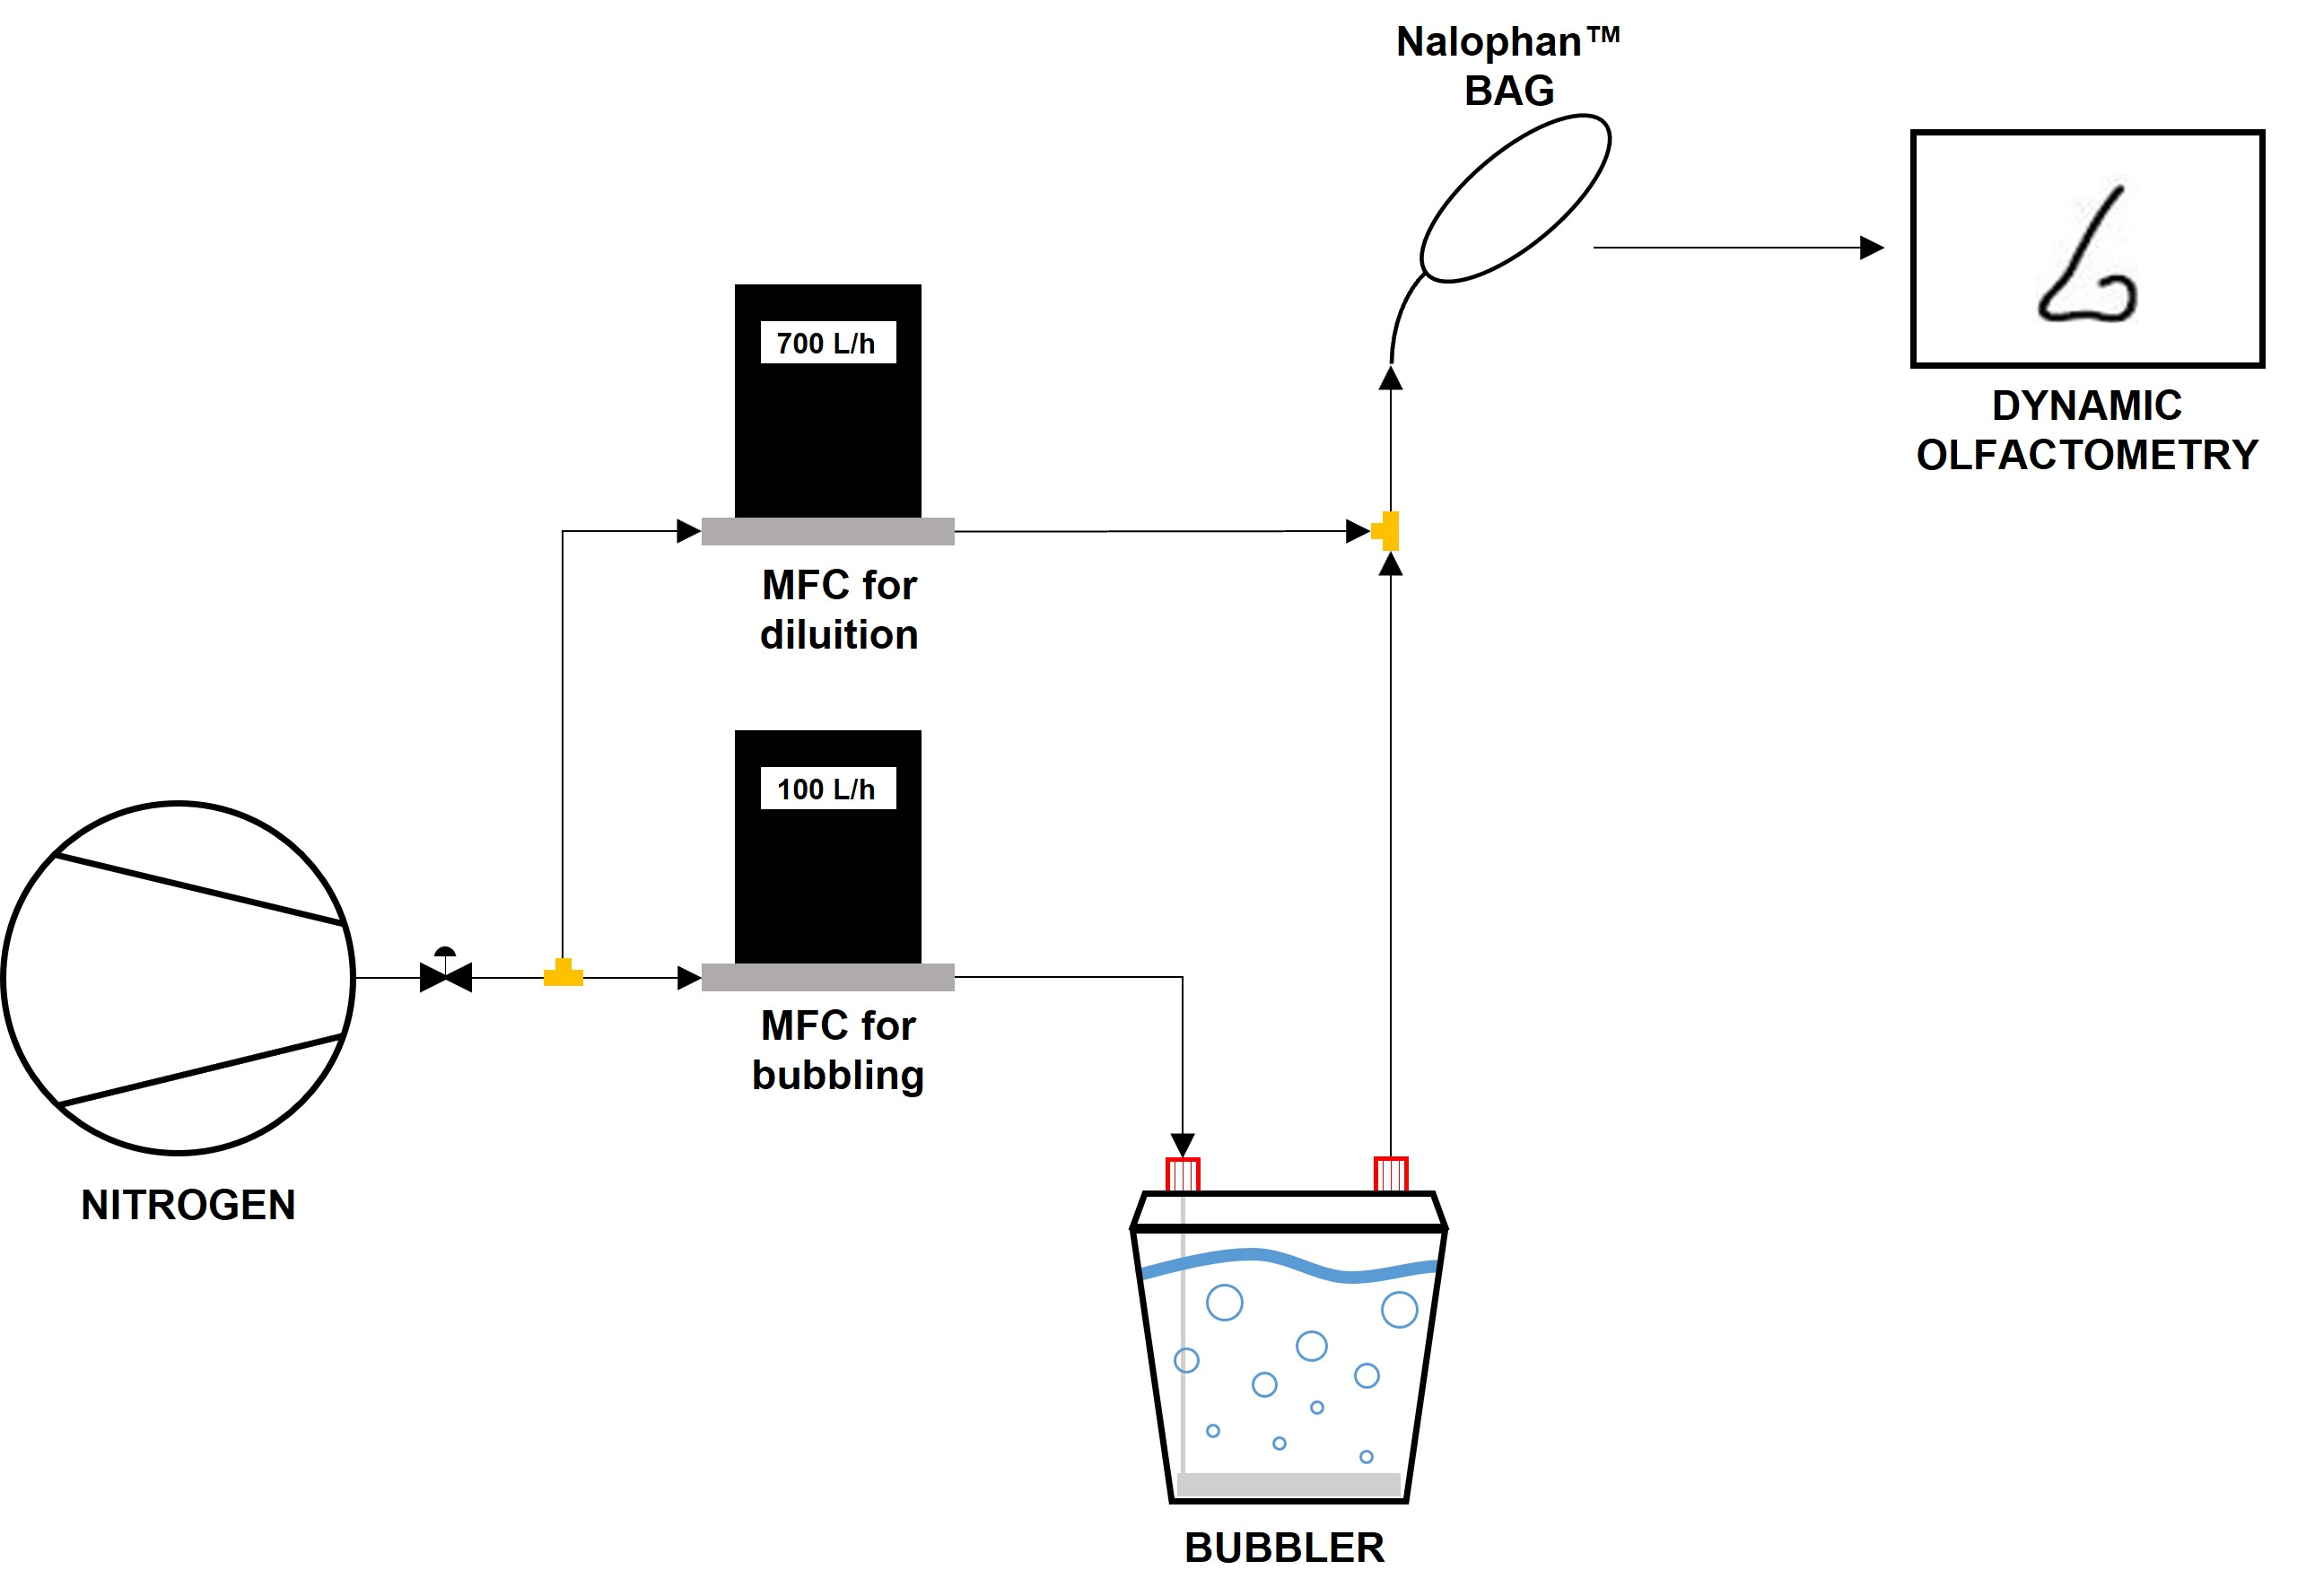 Nalophan™
BAG
700 L/h
DYNAMIC
OLFACTOMETRY
MFC for
diluition
100 L/h
MFC for
bubbling
NITROGEN
BUBBLER